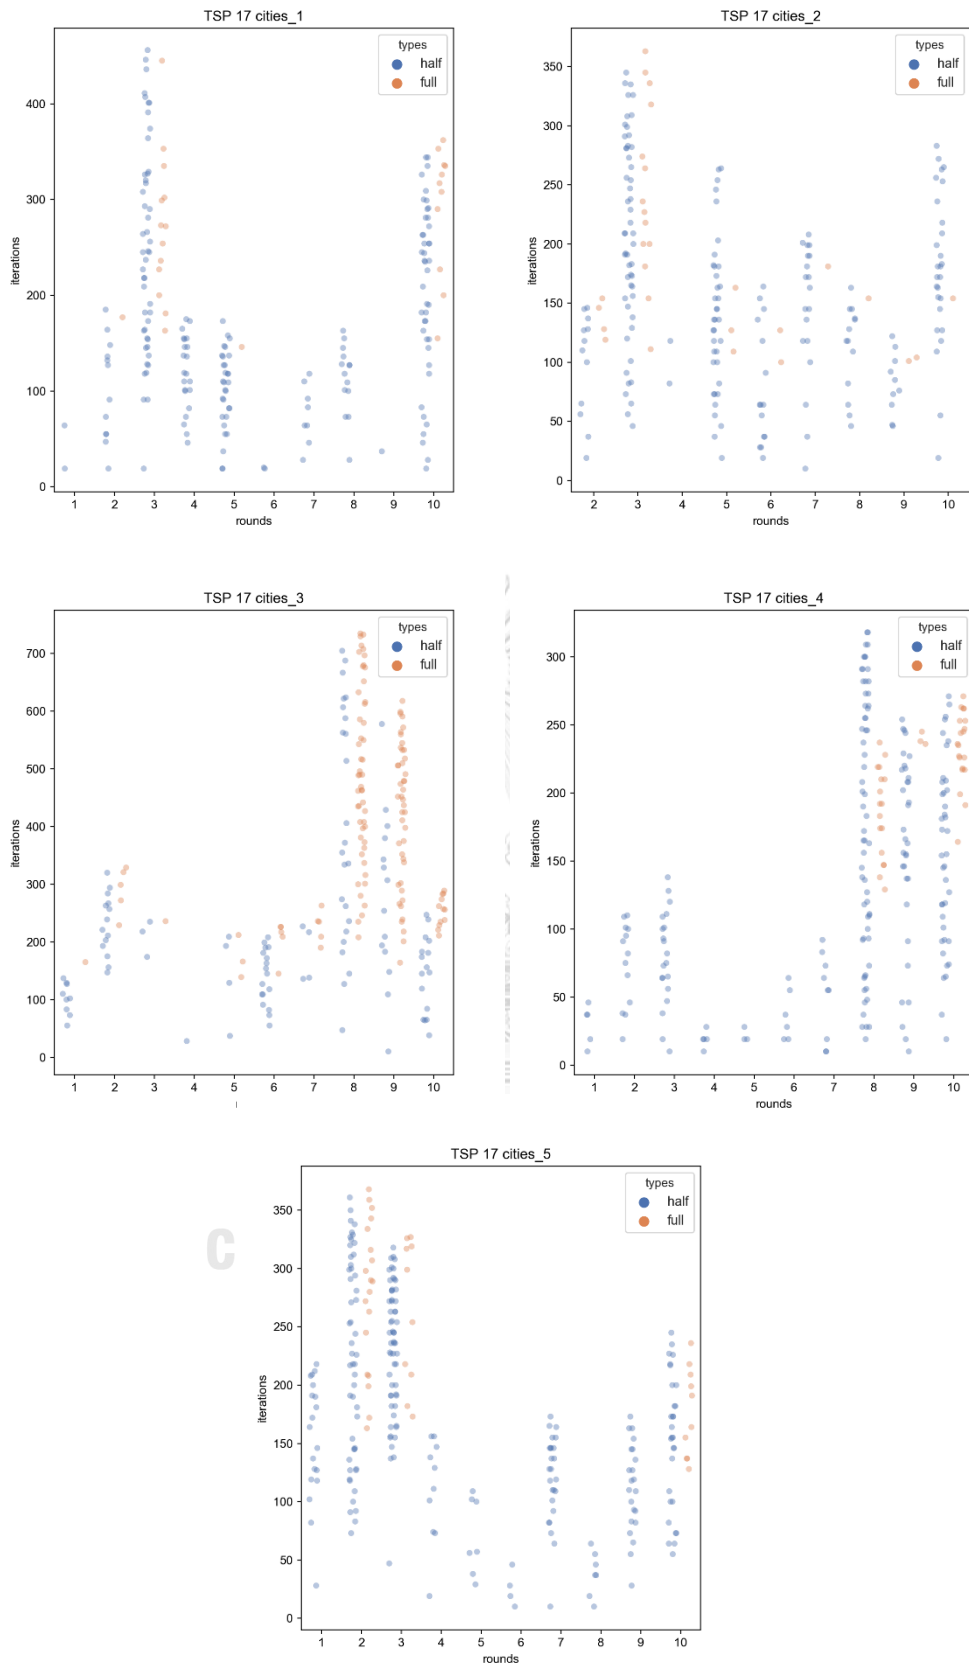 TSP 17 cities_1
types
half
full
400
300
200
100
0
iterations
1 2 3 4 5 6 7 8 9 10
rounds
TSP 17 cities_2
types
half
full
350
300
250
200
150
100
50
0
iterations
2 3 4 5 6 7 8 9 10
rounds
TSP 17 cities_3
types
half
full
700
600
500
400
300
200
100
0
iterations
1 2 3 4 5 6 7 8 9 10
TSP 17 cities_4
types
half
full
300
250
200
150
100
50
0
iterations
1 2 3 4 5 6 7 8 9 10
rounds
TSP 17 cities_5
types
half
full
350
300
250
200
150
100
50
0
iterations
1 2 3 4 5 6 7 8 9 10
rounds
C